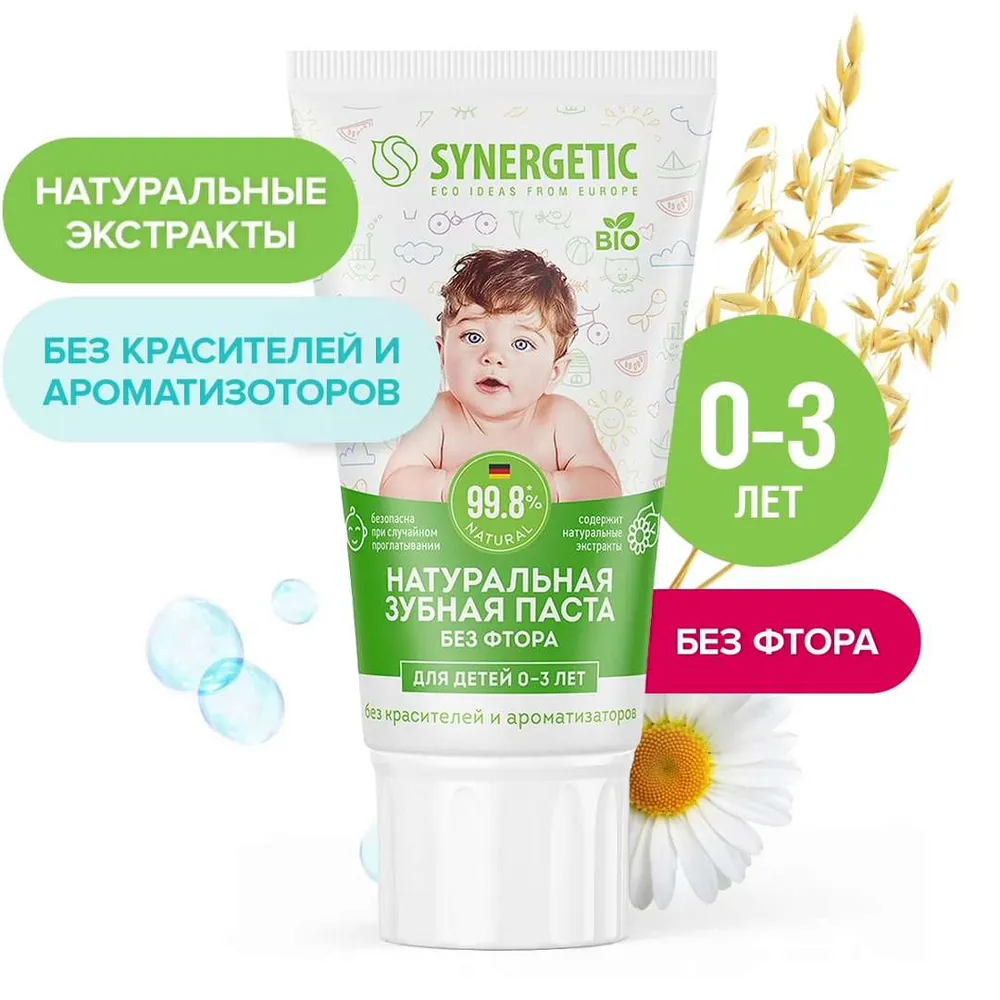 SYNERGETIC
ECO IDEAS FROM EUROPE
BIO
НАТУРАЛЬНЫЕ
ЭКСТРАКТЫ
БЕЗ КРАСИТЕЛЕЙ И
АРОМАТИЗОТОРОВ
0-3
ЛЕТ
99.8*%
NATURAL
безопасна
при случайном
проглатывании
содержит
натуральные
экстракты
НАТУРАЛЬНАЯ
ЗУБНАЯ ПАСТА
БЕЗ ФТОРА
ДЛЯ ДЕТЕЙ 0-3 ЛЕТ
без красителей и ароматизаторов
БЕЗ ФТОРА